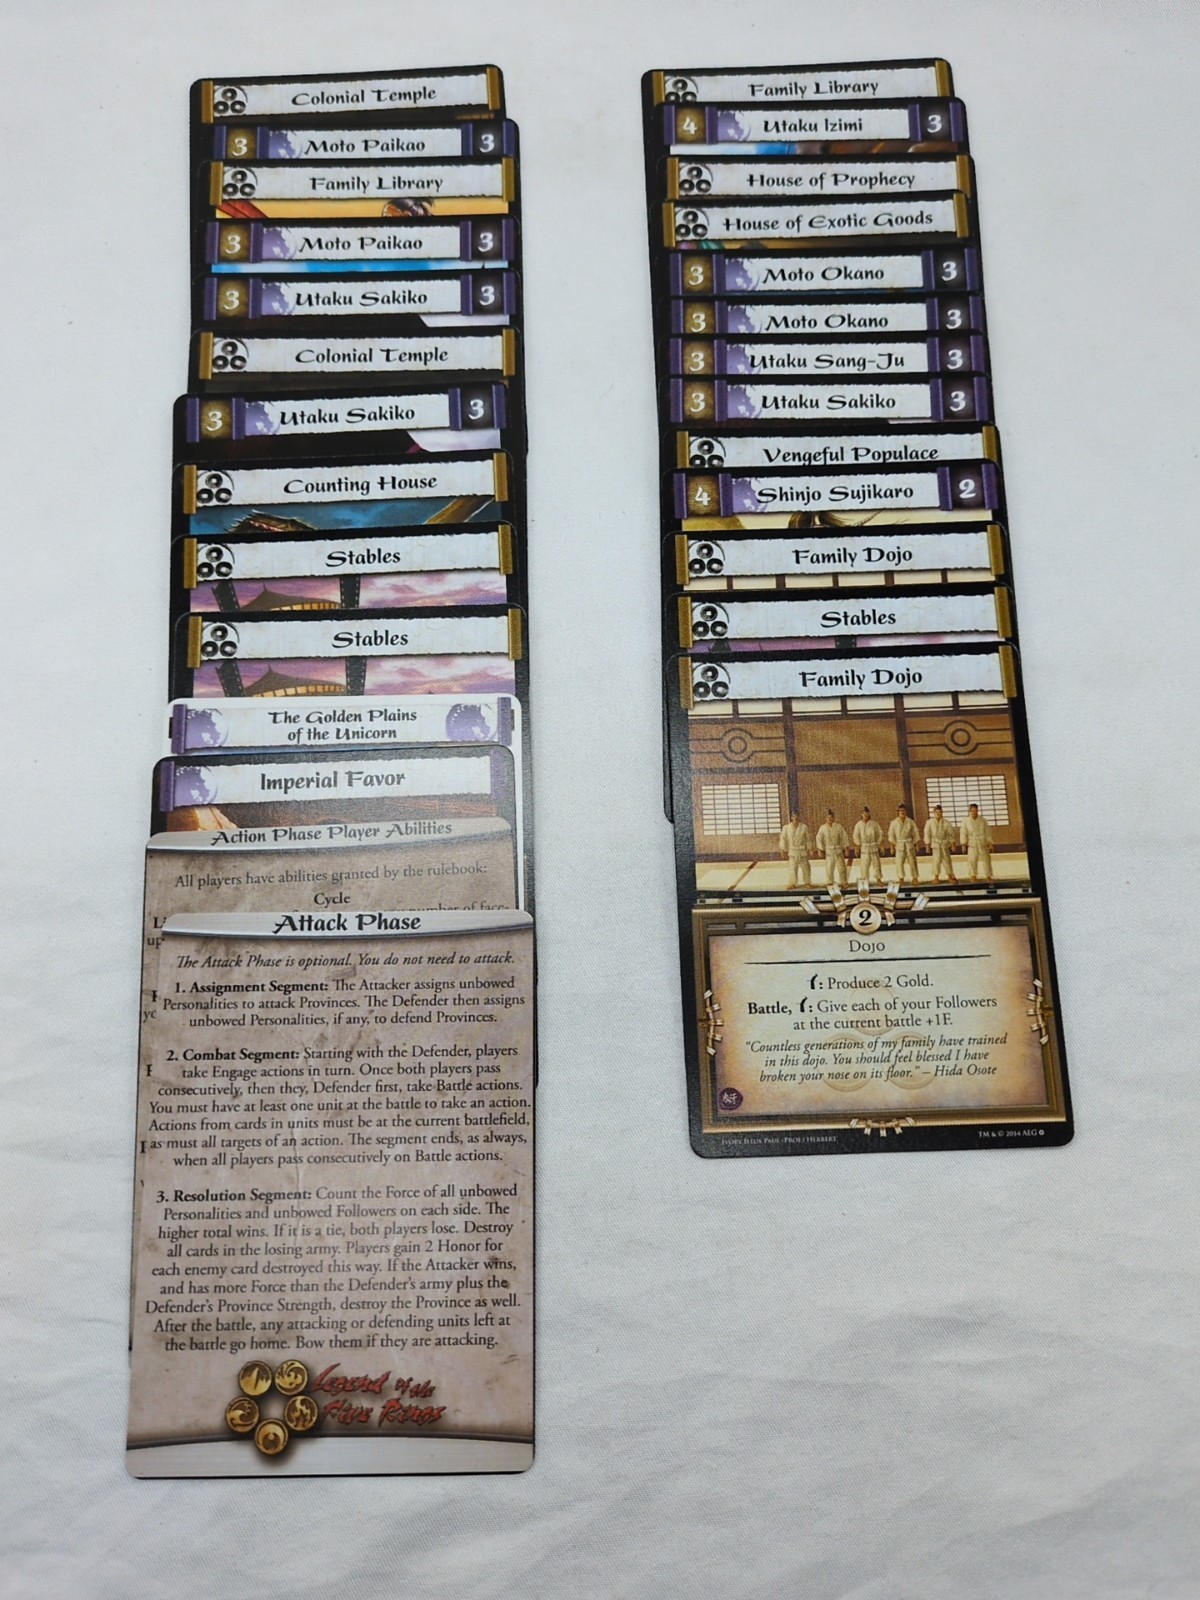 Colonial Temple
3 Moto Paikao 3
Family Library
3 Moto Paikao 3
3 Utaku Sakiko 3
Colonial Temple
3 Utaku Sakiko 3
Counting House
Stables
Stables
The Golden Plains
of the Unicorn
Imperial Favor
Action Phase Player Abilities
All players have abilities granted by the rulebook:
Cycle
number of face-
Attack Phase
The Attack Phase is optional. You do not need to attack.
1. Assignment Segment: The Attacker assigns unbowed
Personalities to attack Provinces. The Defender then assigns
unbowed Personalities, if any, to defend Provinces.
2. Combat Segment: Starting with the Defender, players
take Engage actions in turn. Once both players pass
consecutively, then they, Defender first, take Battle actions.
You must have at least one unit at the battle to take an action.
Actions from cards in units must be at the current battlefield,
as must all targets of an action. The segment ends, as always,
when all players pass consecutively on Battle actions.
3. Resolution Segment: Count the Force of all unbowed
Personalities and unbowed Followers on each side. The
higher total wins. If it is a tie, both players lose. Destroy
all cards in the losing army. Players gain 2 Honor for
each enemy card destroyed this way. If the Attacker wins,
and has more Force than the Defender's army plus the
Defender's Province Strength, destroy the Province as well.
After the battle, any attacking or defending units left at
the battle go home. Bow them if they are attacking.
Legend of the
Five Rings
Family Library
4 Utaku Izimi 3
House of Prophecy
House of Exotic Goods
3 Moto Okano 3
3 Moto Okano 3
3 Utaku Sang-Ju 3
3 Utaku Sakiko 3
Vengeful Populace
4 Shinjo Sujikaro 2
Family Dojo
Stables
Family Dojo
2
Dojo
: Produce 2 Gold.
Battle, : Give each of your Followers
at the current battle +1F.
"Countless generations of my family have trained
in this dojo. You should feel blessed I have
broken your nose on its floor." – Hida Osote
Ivory Illus Paul (Prof) Herbert
TM & © 2014 AEG